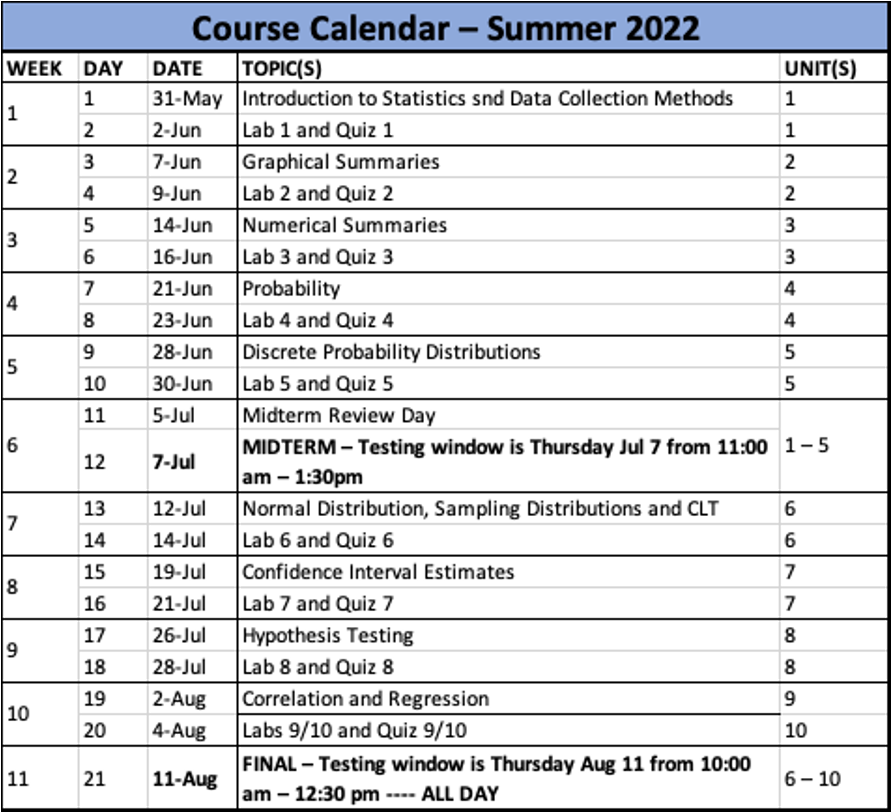 Course Calendar – Summer 2022
WEEK DAY DATE TOPIC(S) UNIT(S)
1 1 31-May Introduction to Statistics snd Data Collection Methods 1
2 2-Jun Lab 1 and Quiz 1 1
2 3 7-Jun Graphical Summaries 2
4 9-Jun Lab 2 and Quiz 2 2
3 5 14-Jun Numerical Summaries 3
6 16-Jun Lab 3 and Quiz 3 3
4 7 21-Jun Probability 4
8 23-Jun Lab 4 and Quiz 4 4
5 9 28-Jun Discrete Probability Distributions 5
10 30-Jun Lab 5 and Quiz 5 5
6 11 5-Jul Midterm Review Day 1 – 5
12 7-Jul MIDTERM – Testing window is Thursday Jul 7 from 11:00
am – 1:30pm
7 13 12-Jul Normal Distribution, Sampling Distributions and CLT 6
14 14-Jul Lab 6 and Quiz 6 6
8 15 19-Jul Confidence Interval Estimates 7
16 21-Jul Lab 7 and Quiz 7 7
9 17 26-Jul Hypothesis Testing 8
18 28-Jul Lab 8 and Quiz 8 8
10 19 2-Aug Correlation and Regression 9
20 4-Aug Labs 9/10 and Quiz 9/10 10
11 21 11-Aug FINAL – Testing window is Thursday Aug 11 from 10:00 6 – 10
am – 12:30 pm ---- ALL DAY